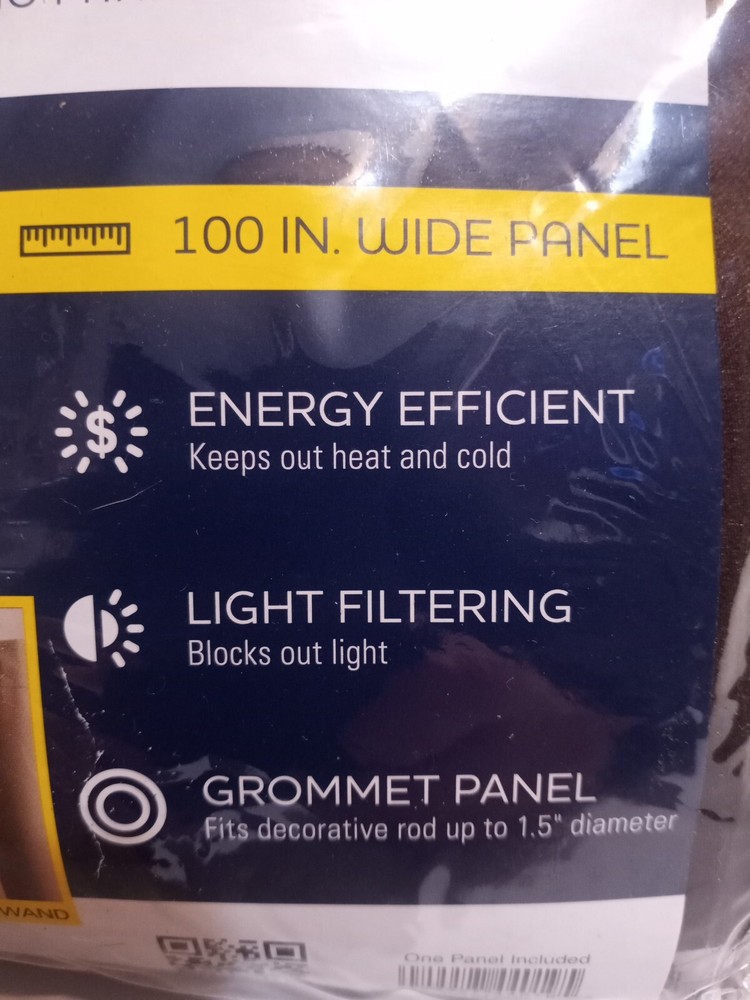 100 IN. WIDE PANEL
$
ENERGY EFFICIENT
Keeps out heat and cold
LIGHT FILTERING
Blocks out light
GROMMET PANEL
Fits decorative rod up to 1.5" diameter
WAND
One Panel Included